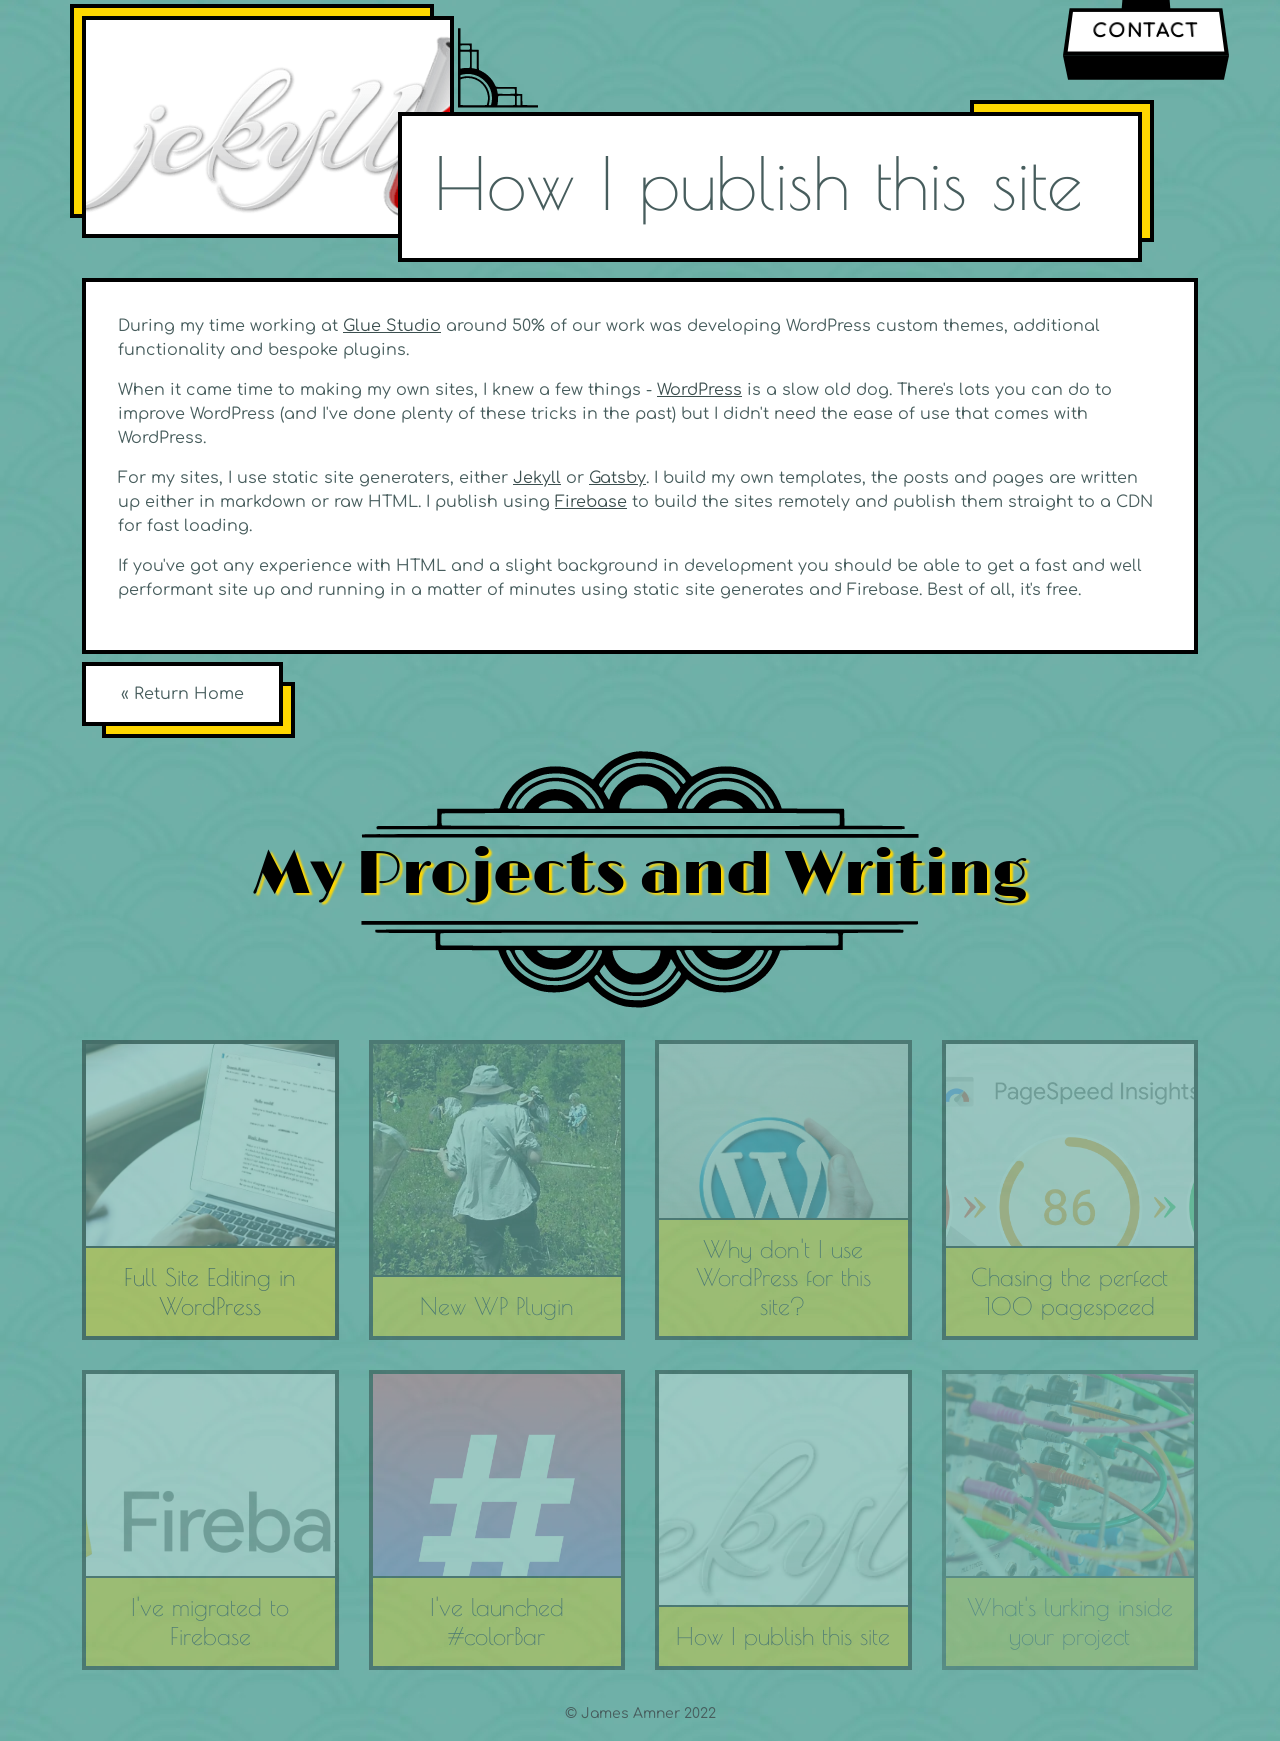 CONTACT
jekyll
How I publish this site
During my time working at Glue Studio around 50% of our work was developing WordPress custom themes, additional
functionality and bespoke plugins.
When it came time to making my own sites, I knew a few things - WordPress is a slow old dog. There's lots you can do to
improve WordPress (and I've done plenty of these tricks in the past) but I didn't need the ease of use that comes with
WordPress.
For my sites, I use static site generaters, either Jekyll or Gatsby. I build my own templates, the posts and pages are written
up either in markdown or raw HTML. I publish using Firebase to build the sites remotely and publish them straight to a CDN
for fast loading.
If you've got any experience with HTML and a slight background in development you should be able to get a fast and well
performant site up and running in a matter of minutes using static site generates and Firebase. Best of all, it's free.
« Return Home
My Projects and Writing
PageSpeed Insights
86
Full Site Editing in
WordPress
New WP Plugin
Why don't I use
WordPress for this
site?
Chasing the perfect
100 pagespeed
Fireba
#
ekyl
I've migrated to
Firebase
I've launched
#colorBar
How I publish this site
What's lurking inside
your project
© James Amner 2022